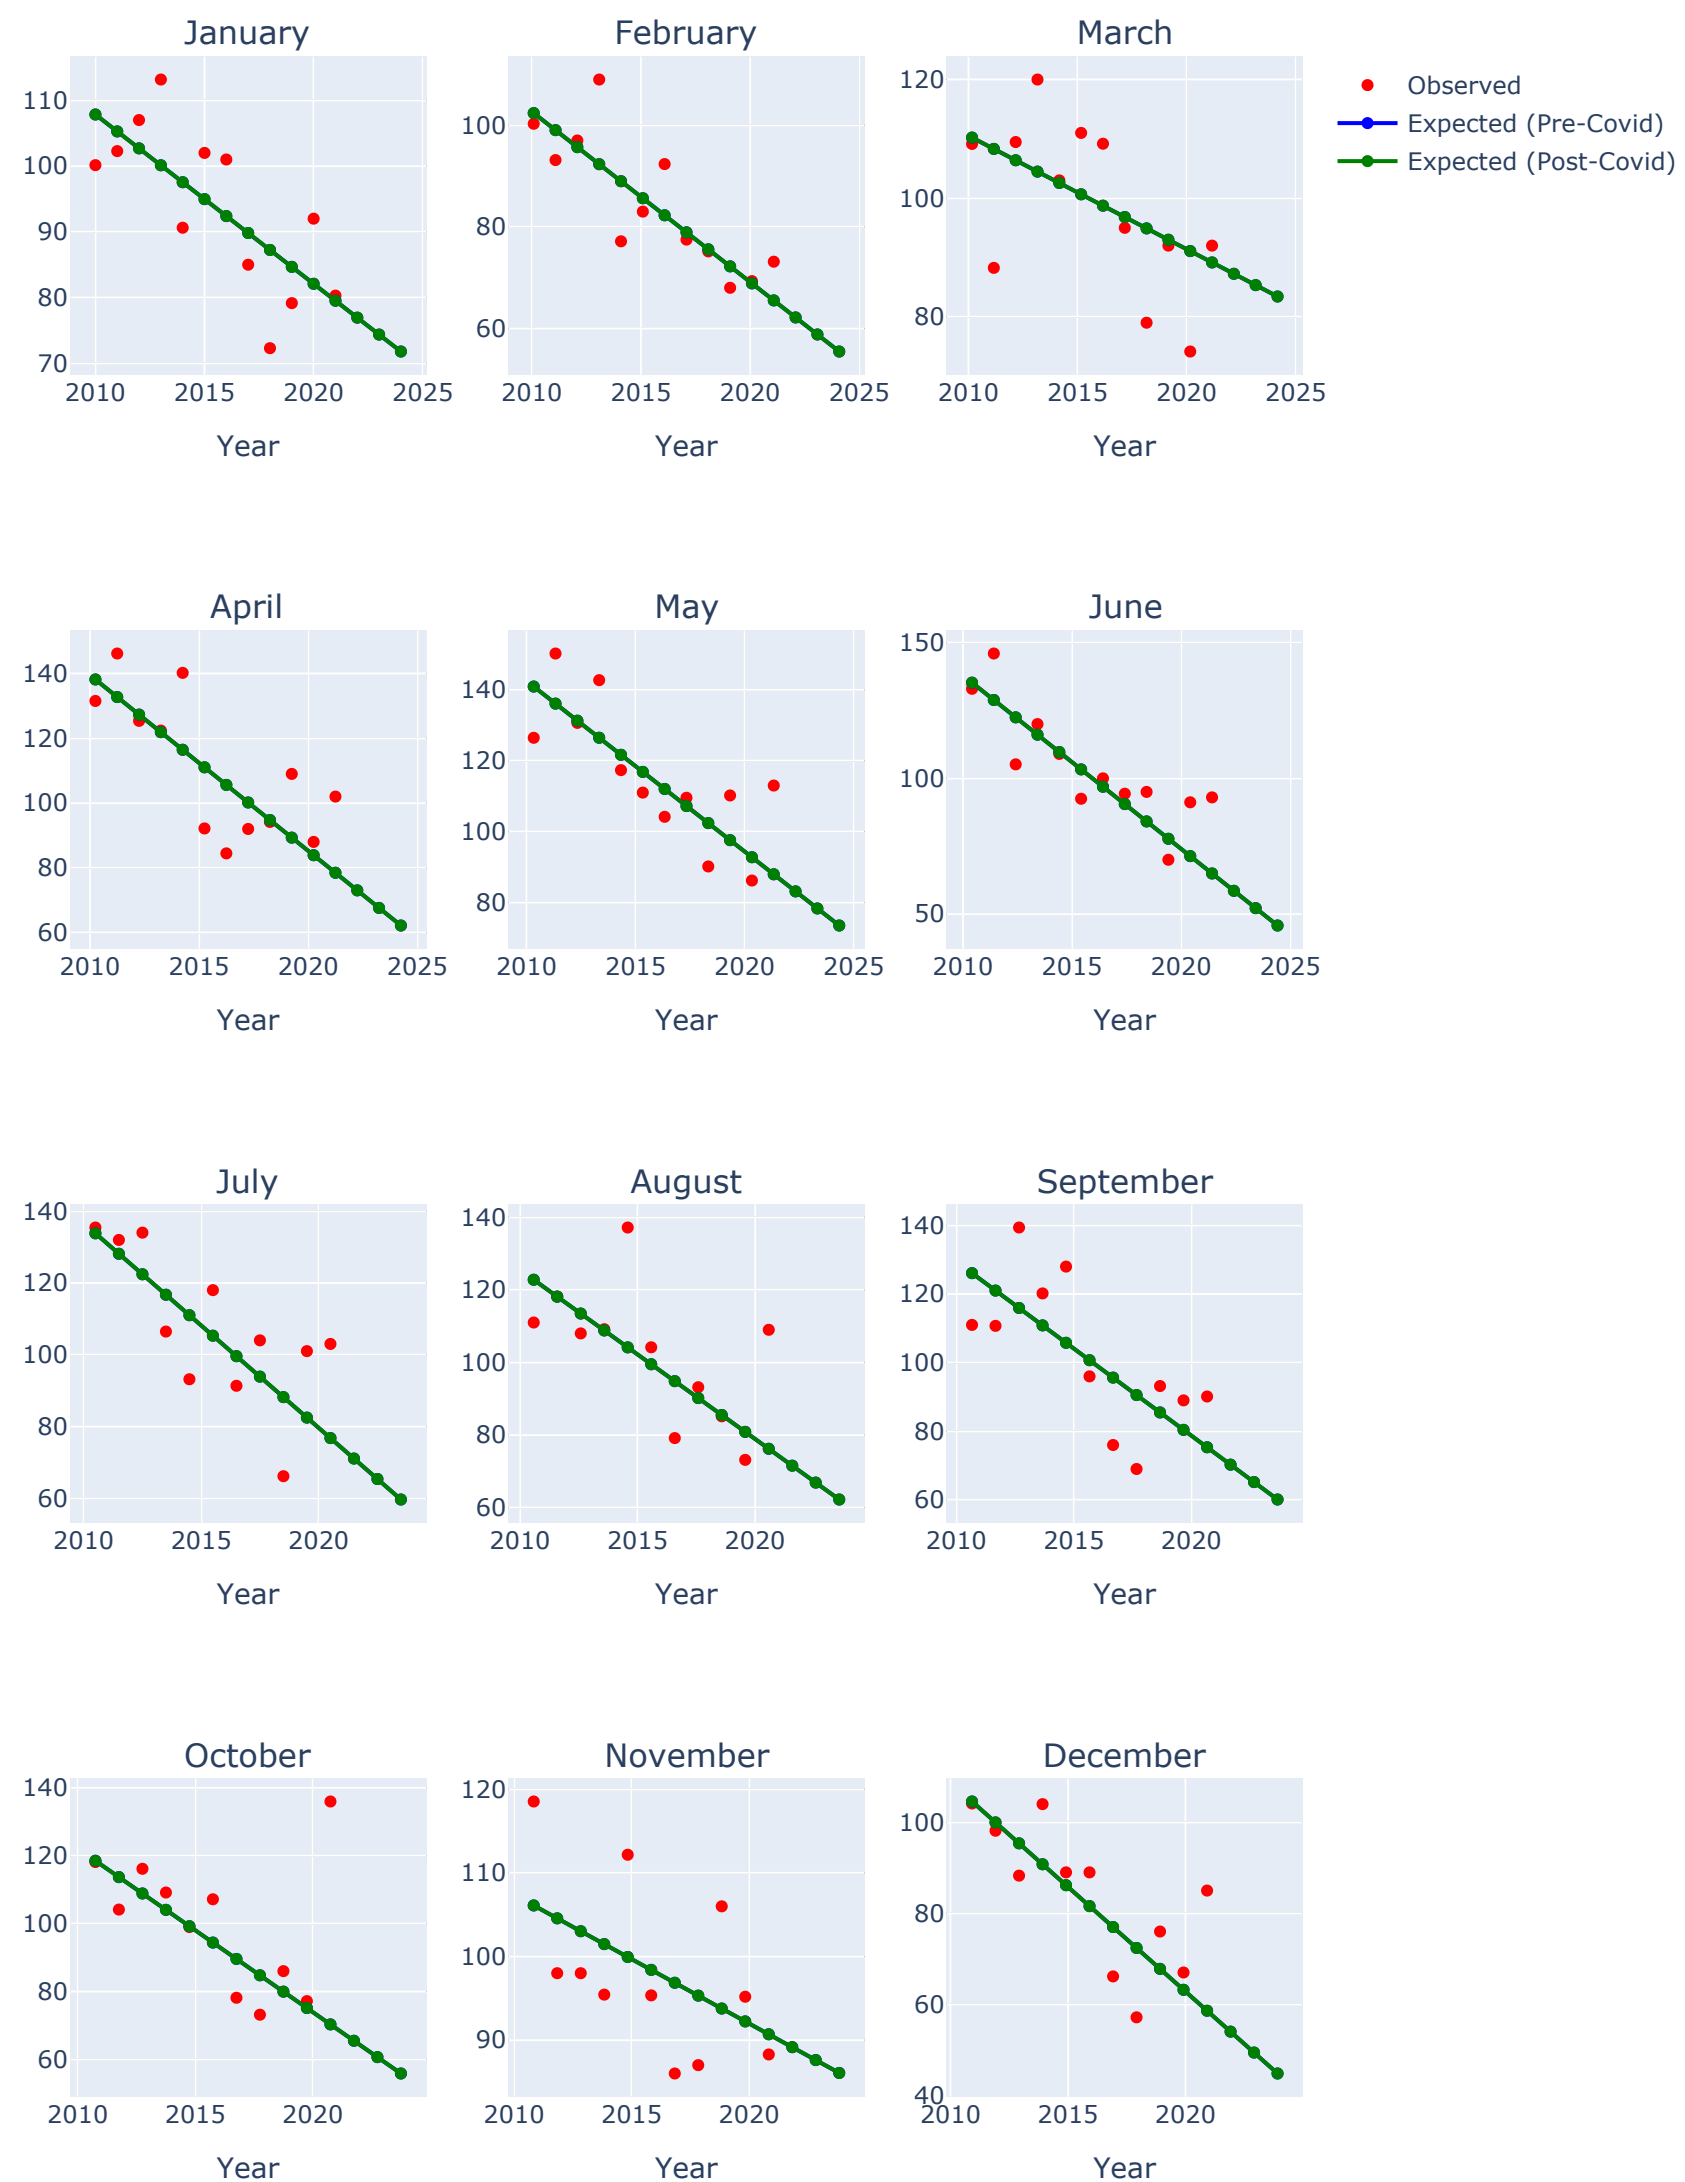 January
February
March
Observed
Expected (Pre-Covid)
Expected (Post-Covid)
110
100
90
80
70
100
80
60
120
100
80
2010 2015 2020 2025
2010 2015 2020 2025
2010 2015 2020 2025
Year
Year
Year
April
May
June
140
120
100
80
60
140
120
100
80
150
100
50
2010 2015 2020 2025
2010 2015 2020 2025
2010 2015 2020 2025
Year
Year
Year
July
August
September
140
120
100
80
60
140
120
100
80
60
140
120
100
80
60
2010 2015 2020
2010 2015 2020
2010 2015 2020
Year
Year
Year
October
November
December
140
120
100
80
60
120
110
100
90
100
80
60
40
2010 2015 2020
2010 2015 2020
2010 2015 2020
Year
Year
Year